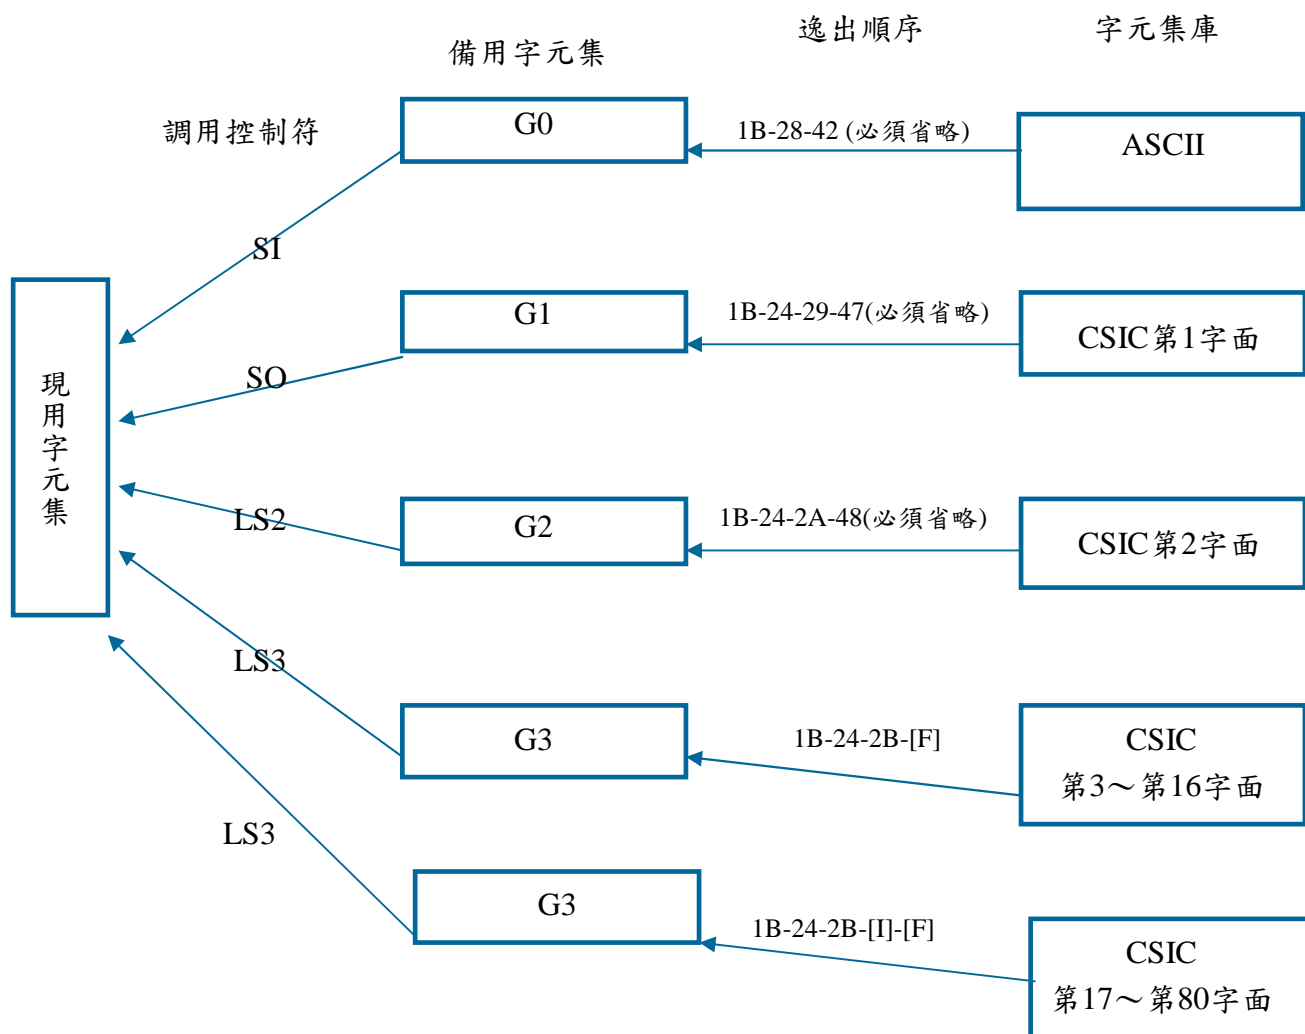 逸出順序
字元集庫
備用字元集
調用控制符
G0
1B-28-42 (必須省略)
ASCII
SI
G1
1B-24-29-47(必須省略)
CSIC第1字面
SO
現用字元集
LS2
G2
1B-24-2A-48(必須省略)
CSIC第2字面
LS3
G3
1B-24-2B-[F]
CSIC
第3～第16字面
LS3
G3
1B-24-2B-[I]-[F]
CSIC
第17～第80字面